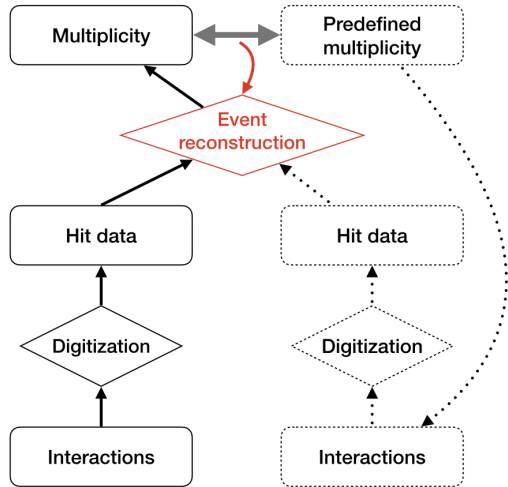 Multiplicity
Predefined
multiplicity
Event
reconstruction
Hit data
Hit data
Digitization
Digitization
Interactions
Interactions